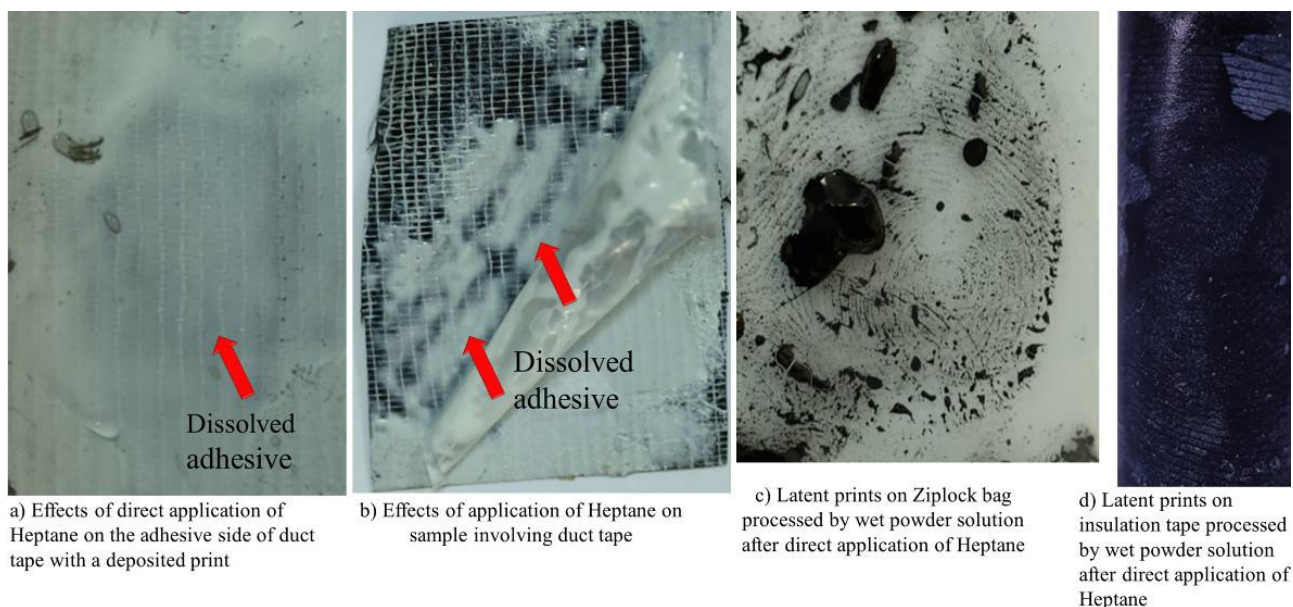 Dissolved
adhesive
Dissolved
adhesive
a) Effects of direct application of
Heptane on the adhesive side of duct
tape with a deposited print
b) Effects of application of Heptane on
sample involving duct tape
c) Latent prints on Ziplock bag
processed by wet powder solution
after direct application of Heptane
d) Latent prints on
insulation tape processed
by wet powder solution
after direct application of
Heptane